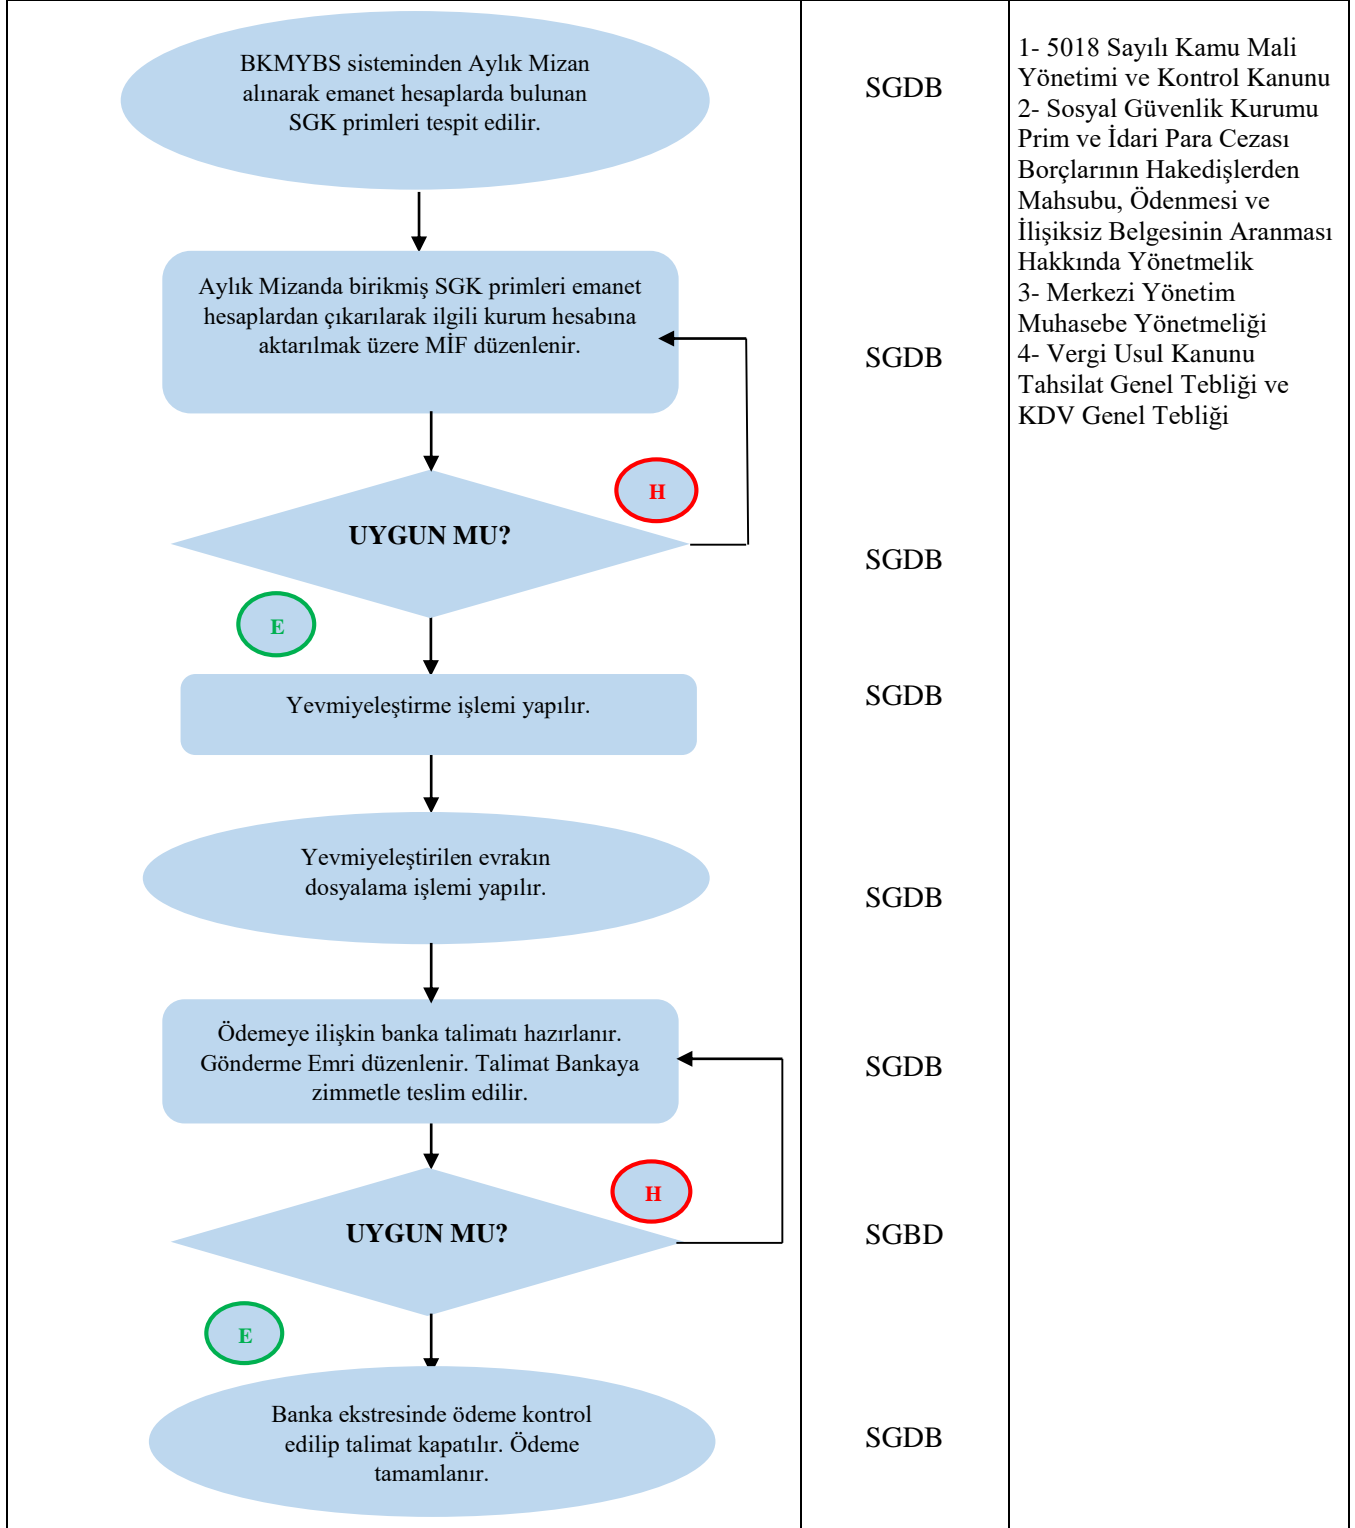 BKMYBS sisteminden Aylık Mizan
alınarak emanet hesaplarda bulunan
SGK primleri tespit edilir.
SGDB
1- 5018 Sayılı Kamu Mali
Yönetimi ve Kontrol Kanunu
2- Sosyal Güvenlik Kurumu
Prim ve İdari Para Cezası
Borçlarının Hakedişlerden
Mahsubu, Ödenmesi ve
İlişiksiz Belgesinin Aranması
Hakkında Yönetmelik
3- Merkezi Yönetim
Muhasebe Yönetmeliği
4- Vergi Usul Kanunu
Tahsilat Genel Tebliği ve
KDV Genel Tebliği
Aylık Mizanda birikmiş SGK primleri emanet
hesaplardan çıkarılarak ilgili kurum hesabına
aktarılmak üzere MİF düzenlenir.
SGDB
H
UYGUN MU?
SGDB
E
Yevmiyeleştirme işlemi yapılır.
SGDB
Yevmiyeleştirilen evrakın
dosyalama işlemi yapılır.
SGDB
Ödemeye ilişkin banka talimatı hazırlanır.
Gönderme Emri düzenlenir. Talimat Bankaya
zimmetle teslim edilir.
SGDB
H
UYGUN MU?
SGBD
E
Banka ekstresinde ödeme kontrol
edilip talimat kapatılır. Ödeme
tamamlanır.
SGDB